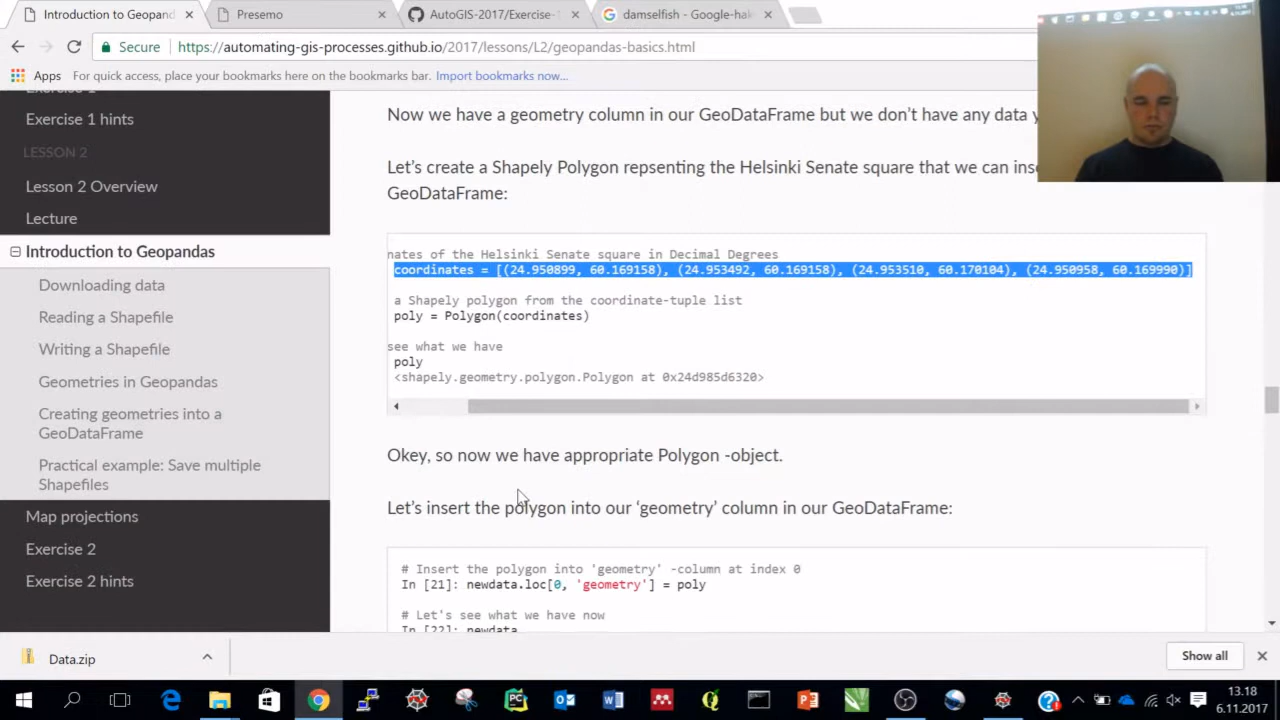 Introduction to Geopand
Presemo
AutoGIS-2017/Exercise-
damselfish - Google-hak
Secure
https://automating-gis-processes.github.io/2017/lessons/L2/geopandas-basics.html
Apps
For quick access, place your bookmarks here on the bookmarks bar.
Import bookmarks now...
Exercise 1
Exercise 1 hints
LESSON 2
Lesson 2 Overview
Lecture
Introduction to Geopandas
Downloading data
Reading a Shapefile
Writing a Shapefile
Geometries in Geopandas
Creating geometries into a
GeoDataFrame
Practical example: Save multiple
Shapefiles
Map projections
Exercise 2
Exercise 2 hints
Now we have a geometry column in our GeoDataFrame but we don't have any data y
Let's create a Shapely Polygon repsenting the Helsinki Senate square that we can inse
GeoDataFrame:
nates of the Helsinki Senate square in Decimal Degrees
coordinates = [(24.950899, 60.169158), (24.953492, 60.169158), (24.953510, 60.170104), (24.950958, 60.169990)]
a Shapely polygon from the coordinate-tuple list
poly = Polygon(coordinates)
see what we have
poly
<shapely.geometry.polygon.Polygon at 0x24d985d6320>
Okey, so now we have appropriate Polygon -object.
Let's insert the polygon into our 'geometry' column in our GeoDataFrame:
# Insert the polygon into 'geometry' -column at index 0
In [21]: newdata.loc[0, 'geometry'] = poly
# Let's see what we have now
In [22]: newdata
Data.zip
Show all
13.18
6.11.2017